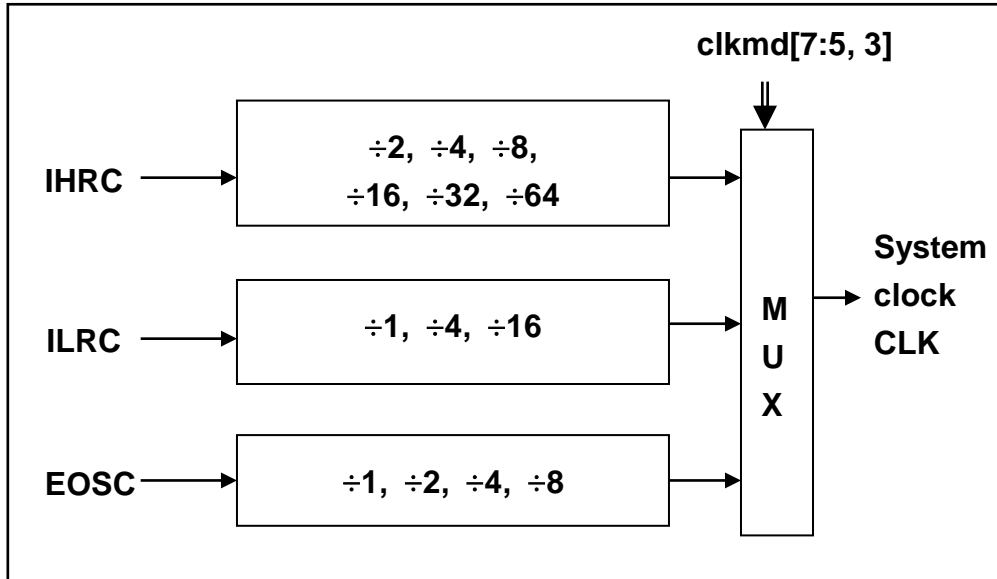 clkmd[7:5, 3]
IHRC
÷2, ÷4, ÷8,
÷16, ÷32, ÷64
ILRC
÷1, ÷4, ÷16
EOSC
÷1, ÷2, ÷4, ÷8
M
U
X
System
clock
CLK